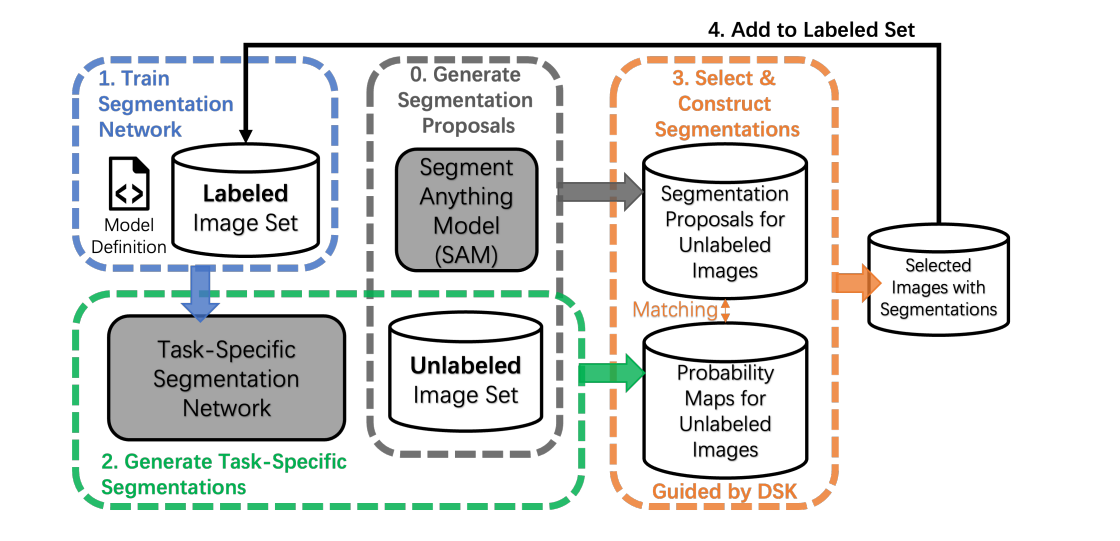 4. Add to Labeled Set
1. Train
Segmentation
Network
Model
Definition
Labeled
Image Set
0. Generate
Segmentation
Proposals
Segment
Anything
Model
(SAM)
3. Select &
Construct
Segmentations
Segmentation
Proposals for
Unlabeled
Images
Matching
Probability
Maps for
Unlabeled
Images
Guided by DSK
Selected
Images with
Segmentations
Task-Specific
Segmentation
Network
Unlabeled
Image Set
2. Generate Task-Specific
Segmentations